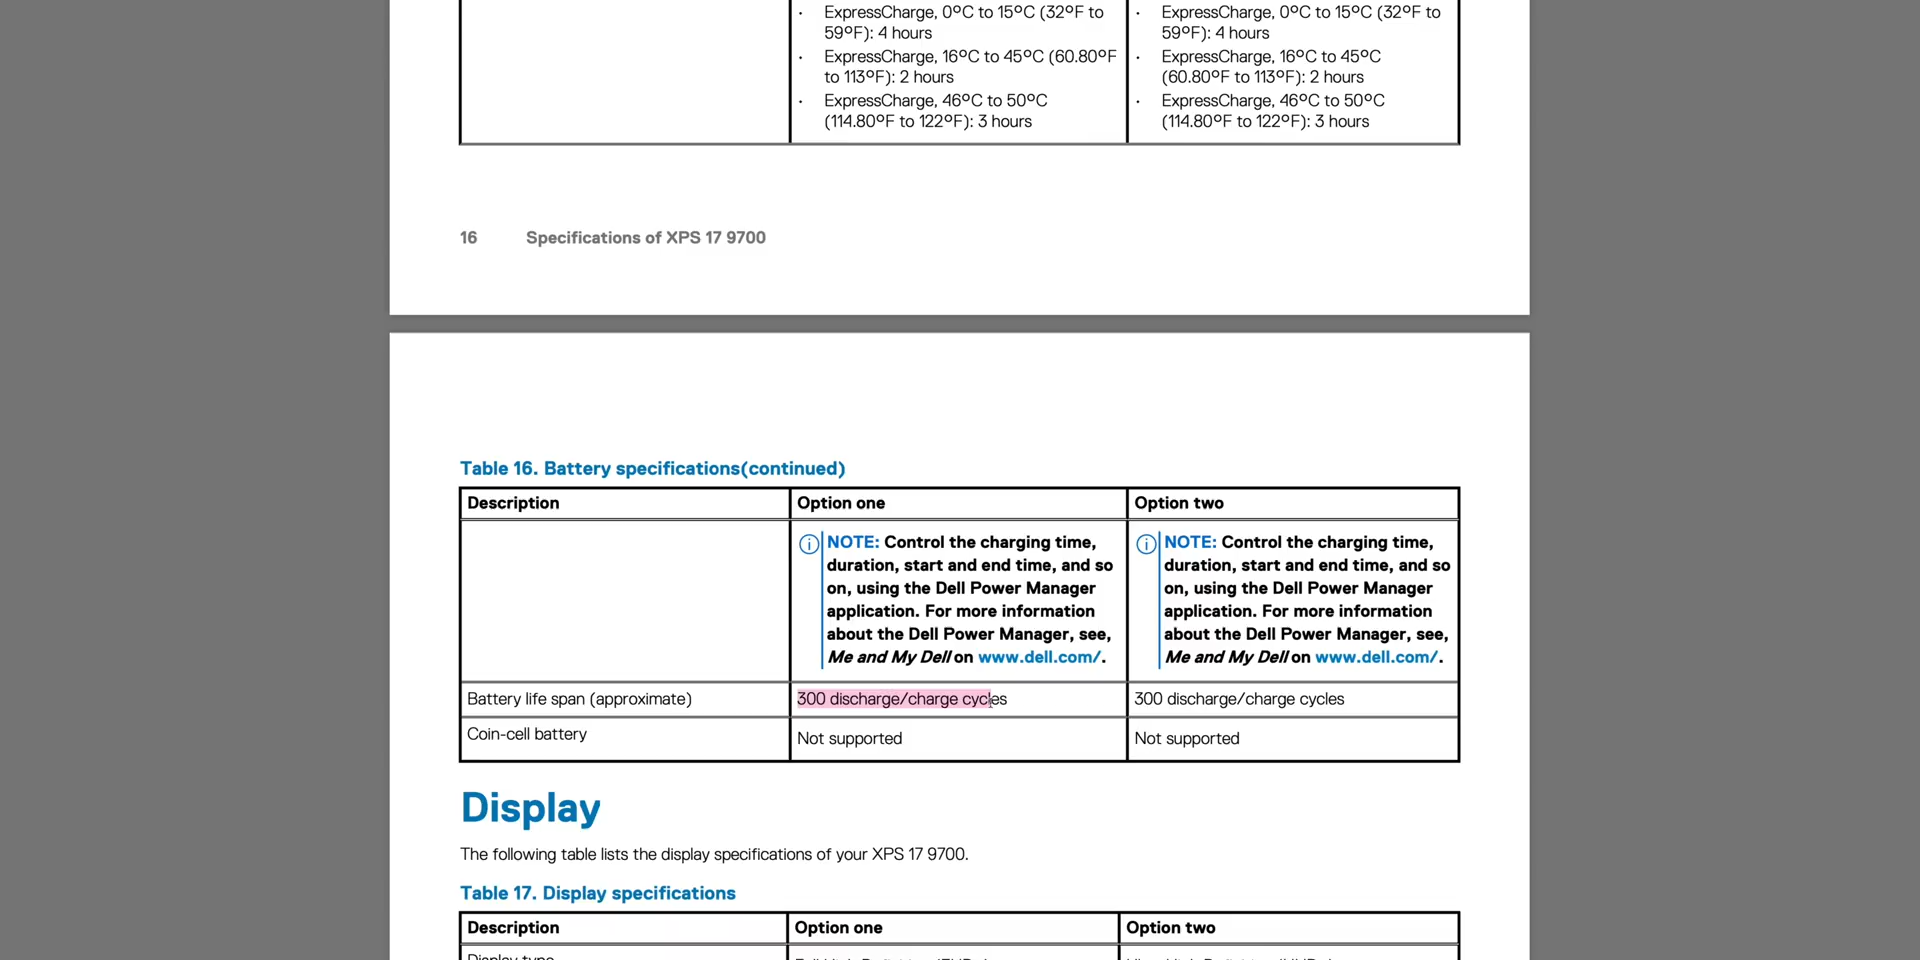 • ExpressCharge, 0°C to 15°C (32°F to
59°F): 4 hours
• ExpressCharge, 16°C to 45°C (60.80°F
to 113°F): 2 hours
• ExpressCharge, 46°C to 50°C
(114.80°F to 122°F): 3 hours
• ExpressCharge, 0°C to 15°C (32°F to
59°F): 4 hours
• ExpressCharge, 16°C to 45°C
(60.80°F to 113°F): 2 hours
• ExpressCharge, 46°C to 50°C
(114.80°F to 122°F): 3 hours
16 Specifications of XPS 17 9700
Table 16. Battery specifications(continued)
Description Option one Option two
NOTE: Control the charging time,
duration, start and end time, and so
on, using the Dell Power Manager
application. For more information
about the Dell Power Manager, see,
Me and My Dell on www.dell.com/.
NOTE: Control the charging time,
duration, start and end time, and so
on, using the Dell Power Manager
application. For more information
about the Dell Power Manager, see,
Me and My Dell on www.dell.com/.
Battery life span (approximate) 300 discharge/charge cycles 300 discharge/charge cycles
Coin-cell battery Not supported Not supported
Display
The following table lists the display specifications of your XPS 17 9700.
Table 17. Display specifications
Description Option one Option two
Display type